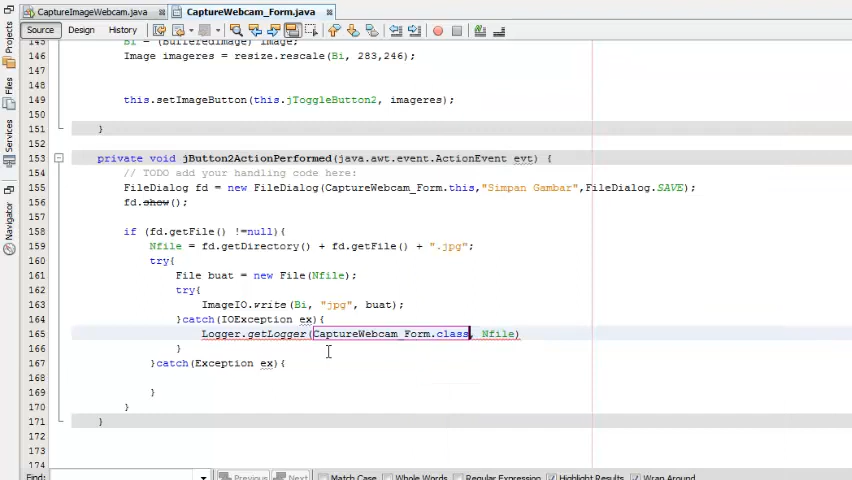 CaptureImageWebcam.java CaptureWebcam_Form.java
Source Design History
Projects
Files
Services
Navigator
145 Bi = (BufferedImage) image;
146 Image imageres = resize.rescale(Bi, 283,246);
147
148
149 this.setImageButton(this.jToggleButton2, imageres);
150
151 }
152
153 private void jButton2ActionPerformed(java.awt.event.ActionEvent evt) {
154 // TODO add your handling code here:
155 FileDialog fd = new FileDialog(CaptureWebcam_Form.this,"Simpan Gambar",FileDialog.SAVE);
156 fd.show();
157
158 if (fd.getFile() !=null){
159 Nfile = fd.getDirectory() + fd.getFile() + ".jpg";
160 try{
161 File buat = new File(Nfile);
162 try{
163 ImageIO.write(Bi, "jpg", buat);
164 }catch(IOException ex){
165 Logger.getLogger(CaptureWebcam_Form.class, Nfile)
166 }
167 }catch(Exception ex){
168
169 }
170 }
171 }
172
173
174
Find: Previous Next Match Case Whole Words Regular Expression Highlight Results Wrap Around